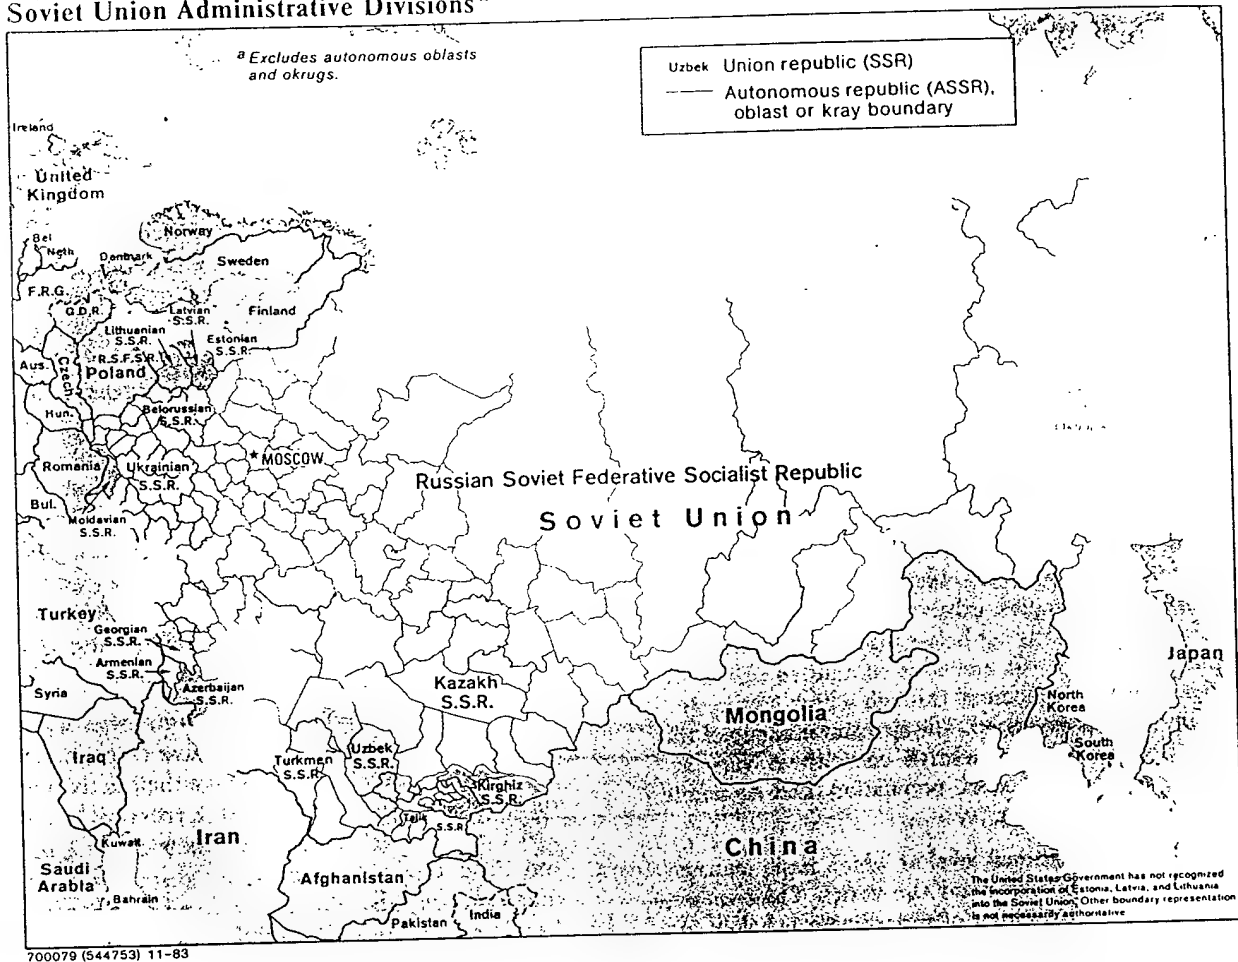 Soviet Union Administrative Divisions
a Excludes autonomous oblasts
and okrugs.
Uzbek Union republic (SSR)
Autonomous republic (ASSR),
oblast or kray boundary
Ireland
United
Kingdom
Norway
Bel
Neth
Denmark
Sweden
F.R.G.
G.D.R.
Latvian
S.S.R.
Finland
Lithuanian
S.S.R.
Estonian
S.S.R.
R.S.F.S.R.
Aus.
Czech
Poland
Hun.
Belorussian
S.S.R.
MOSCOW
Romania
Ukrainian
S.S.R.
Russian Soviet Federative Socialist Republic
Bul.
Soviet Union
Moldavian
S.S.R.
Turkey
Georgian
S.S.R.
Armenian
S.S.R.
Japan
Syria
Azerbaijan
S.S.R.
Kazakh
S.S.R.
North
Korea
Mongolia
Iraq
Uzbek
S.S.R.
South
Korea
Turkmen
S.S.R.
Kirghiz
S.S.R.
Tajik
S.S.R
Kuwait
Iran
China
Saudi
Arabia
Afghanistan
Bahrain
Pakistan
India
The United States Government has not recognized
the incorporation of Estonia, Latvia, and Lithuania
into the Soviet Union. Other boundary representation
is not necessarily authoritative
700079 (544753) 11-83